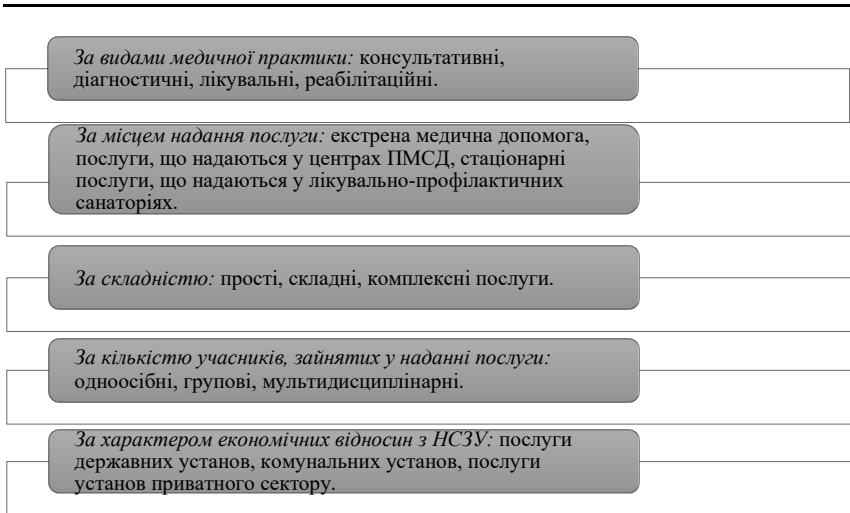 За видами медичної практики: консультативні,
діагностичні, лікувальні, реабілітаційні.
За місцем надання послуги: екстрена медична допомога,
послуги, що надаються у центрах ПМСД, стаціонарні
послуги, що надаються у лікувально-профілактичних
санаторіях.
За складністю: прості, складні, комплексні послуги.
За кількістю учасників, зайнятих у наданні послуги:
одноосібні, групові, мультидисциплінарні.
За характером економічних відносин з НСЗУ: послуги
державних установ, комунальних установ, послуги
установ приватного сектору.